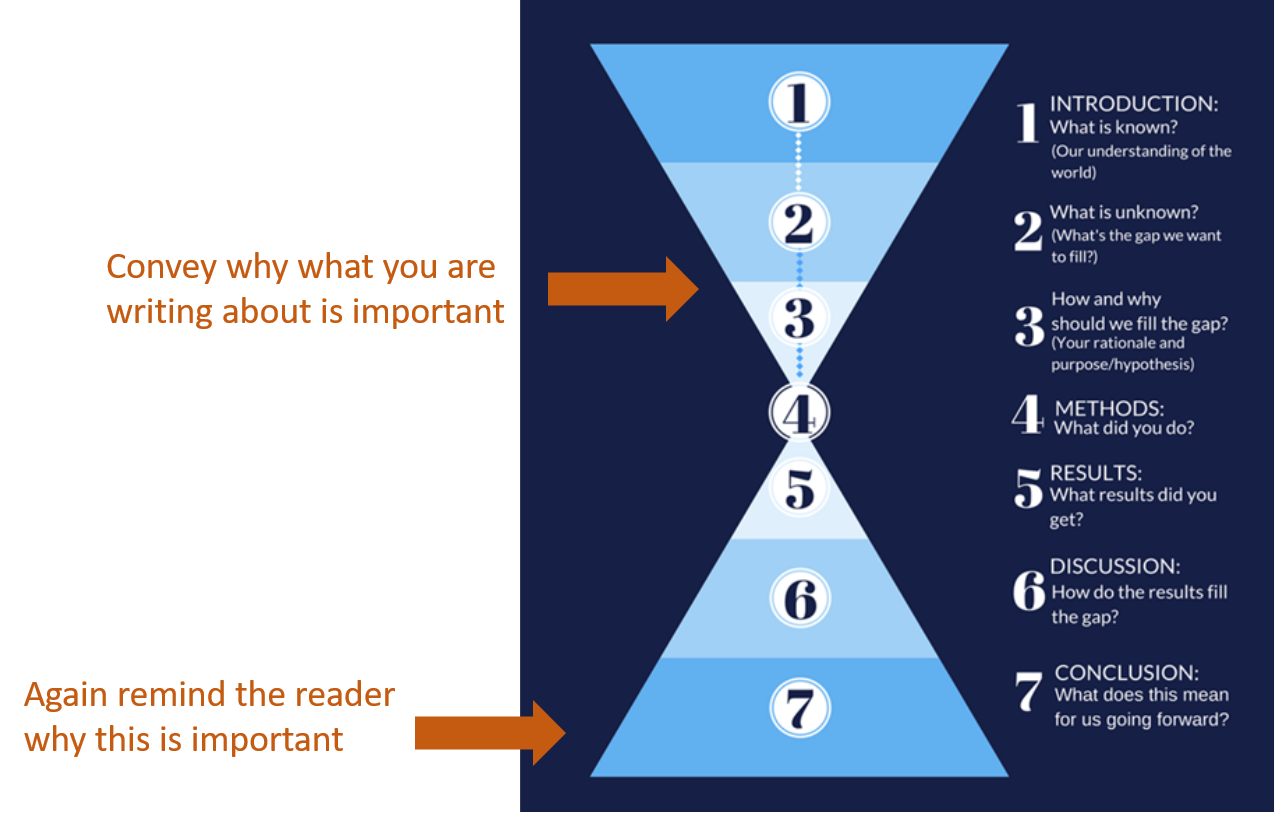 Convey why what you are
writing about is important
Again remind the reader
why this is important
1
2
3
4
5
6
7
1 INTRODUCTION:
What is known?
(Our understanding of the
world)
2 What is unknown?
(What's the gap we want
to fill?)
3 How and why
should we fill the gap?
(Your rationale and
purpose/hypothesis)
4 METHODS:
What did you do?
5 RESULTS:
What results did you
get?
6 DISCUSSION:
How do the results fill
the gap?
7 CONCLUSION:
What does this mean
for us going forward?